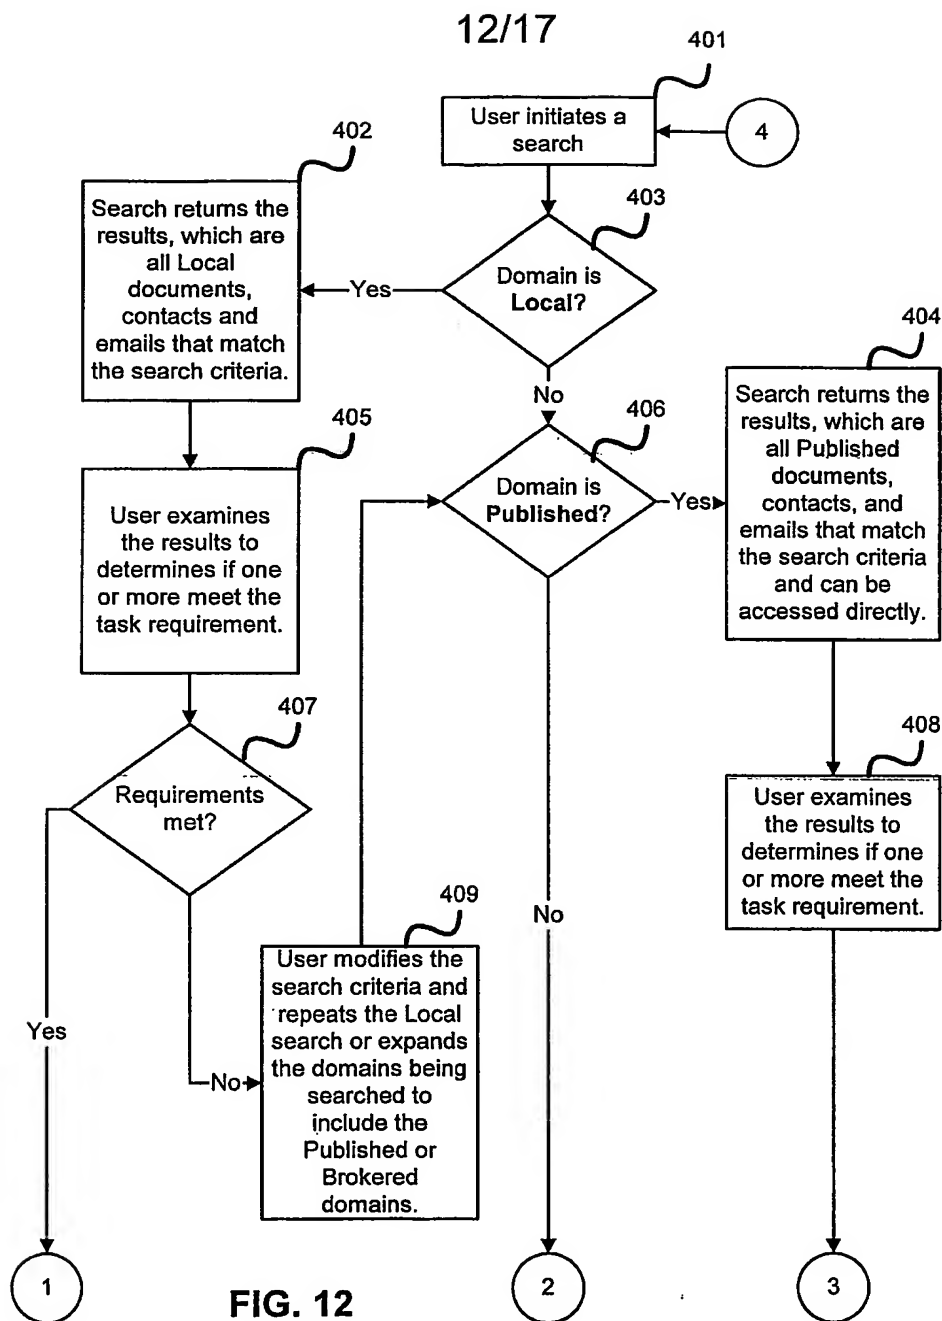 12/17
401
User initiates a
search
4
402
Search returns the
results, which are
all Local
documents,
contacts and
emails that match
the search criteria.
403
Domain is
Local?
Yes
No
404
Search returns the
results, which are
all Published
documents,
contacts, and
emails that match
the search criteria
and can be
accessed directly.
405
User examines
the results to
determines if one
or more meet the
task requirement.
406
Domain is
Published?
Yes
No
407
Requirements
met?
Yes
No
408
User examines
the results to
determines if one
or more meet the
task requirement.
409
User modifies the
search criteria and
repeats the Local
search or expands
the domains being
searched to
include the
Published or
Brokered
domains.
1
2
3
FIG. 12